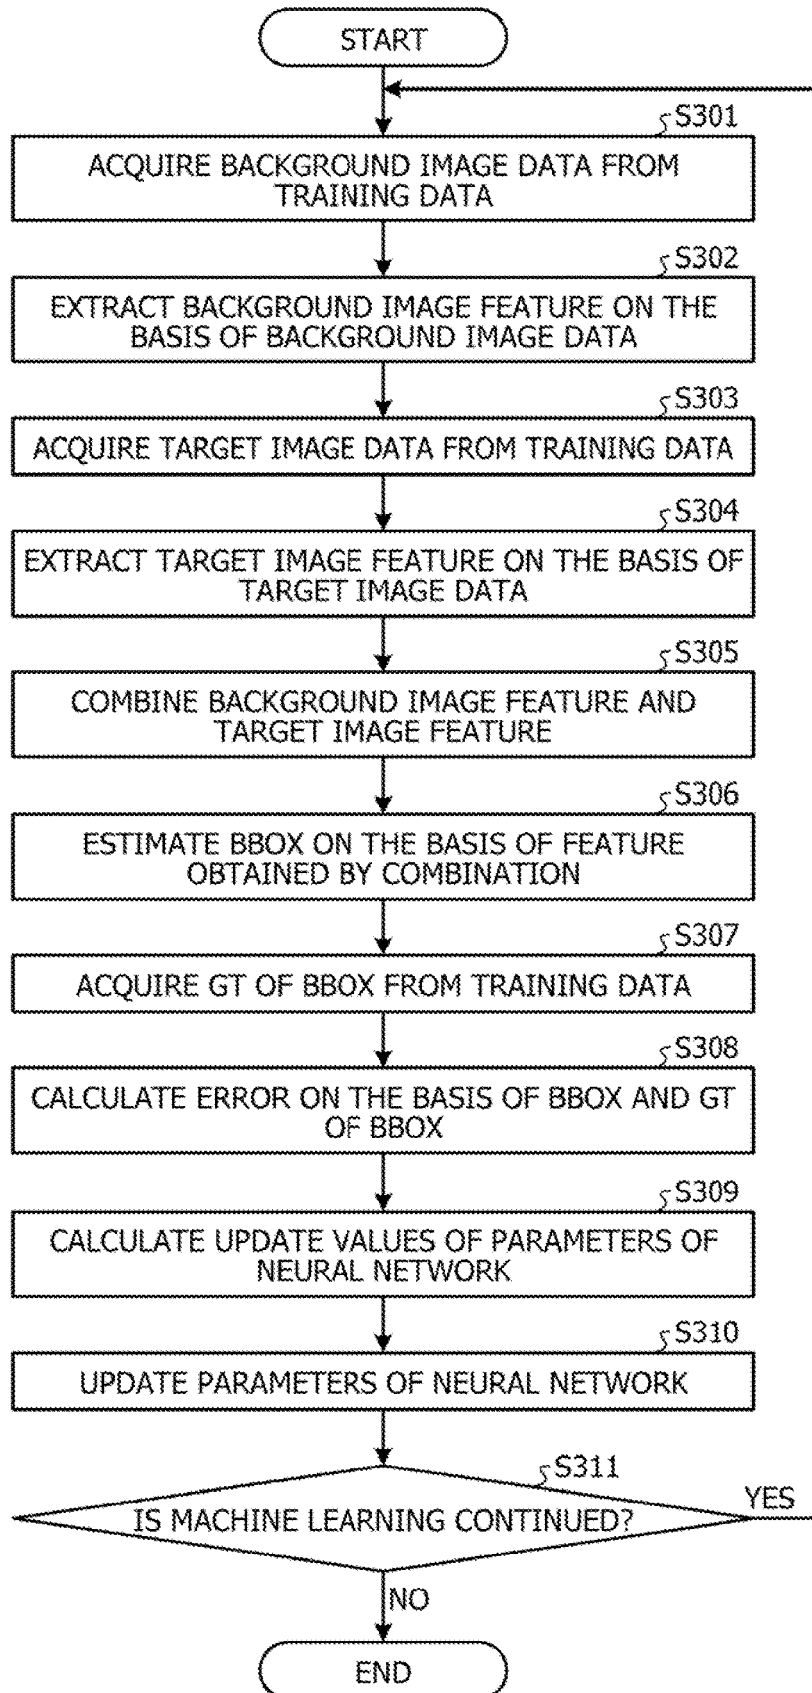 START
S301
ACQUIRE BACKGROUND IMAGE DATA FROM
TRAINING DATA
S302
EXTRACT BACKGROUND IMAGE FEATURE ON THE
BASIS OF BACKGROUND IMAGE DATA
S303
ACQUIRE TARGET IMAGE DATA FROM TRAINING DATA
S304
EXTRACT TARGET IMAGE FEATURE ON THE BASIS OF
TARGET IMAGE DATA
S305
COMBINE BACKGROUND IMAGE FEATURE AND
TARGET IMAGE FEATURE
S306
ESTIMATE BBOX ON THE BASIS OF FEATURE
OBTAINED BY COMBINATION
S307
ACQUIRE GT OF BBOX FROM TRAINING DATA
S308
CALCULATE ERROR ON THE BASIS OF BBOX AND GT
OF BBOX
S309
CALCULATE UPDATE VALUES OF PARAMETERS OF
NEURAL NETWORK
S310
UPDATE PARAMETERS OF NEURAL NETWORK
S311
IS MACHINE LEARNING CONTINUED?
YES
NO
END